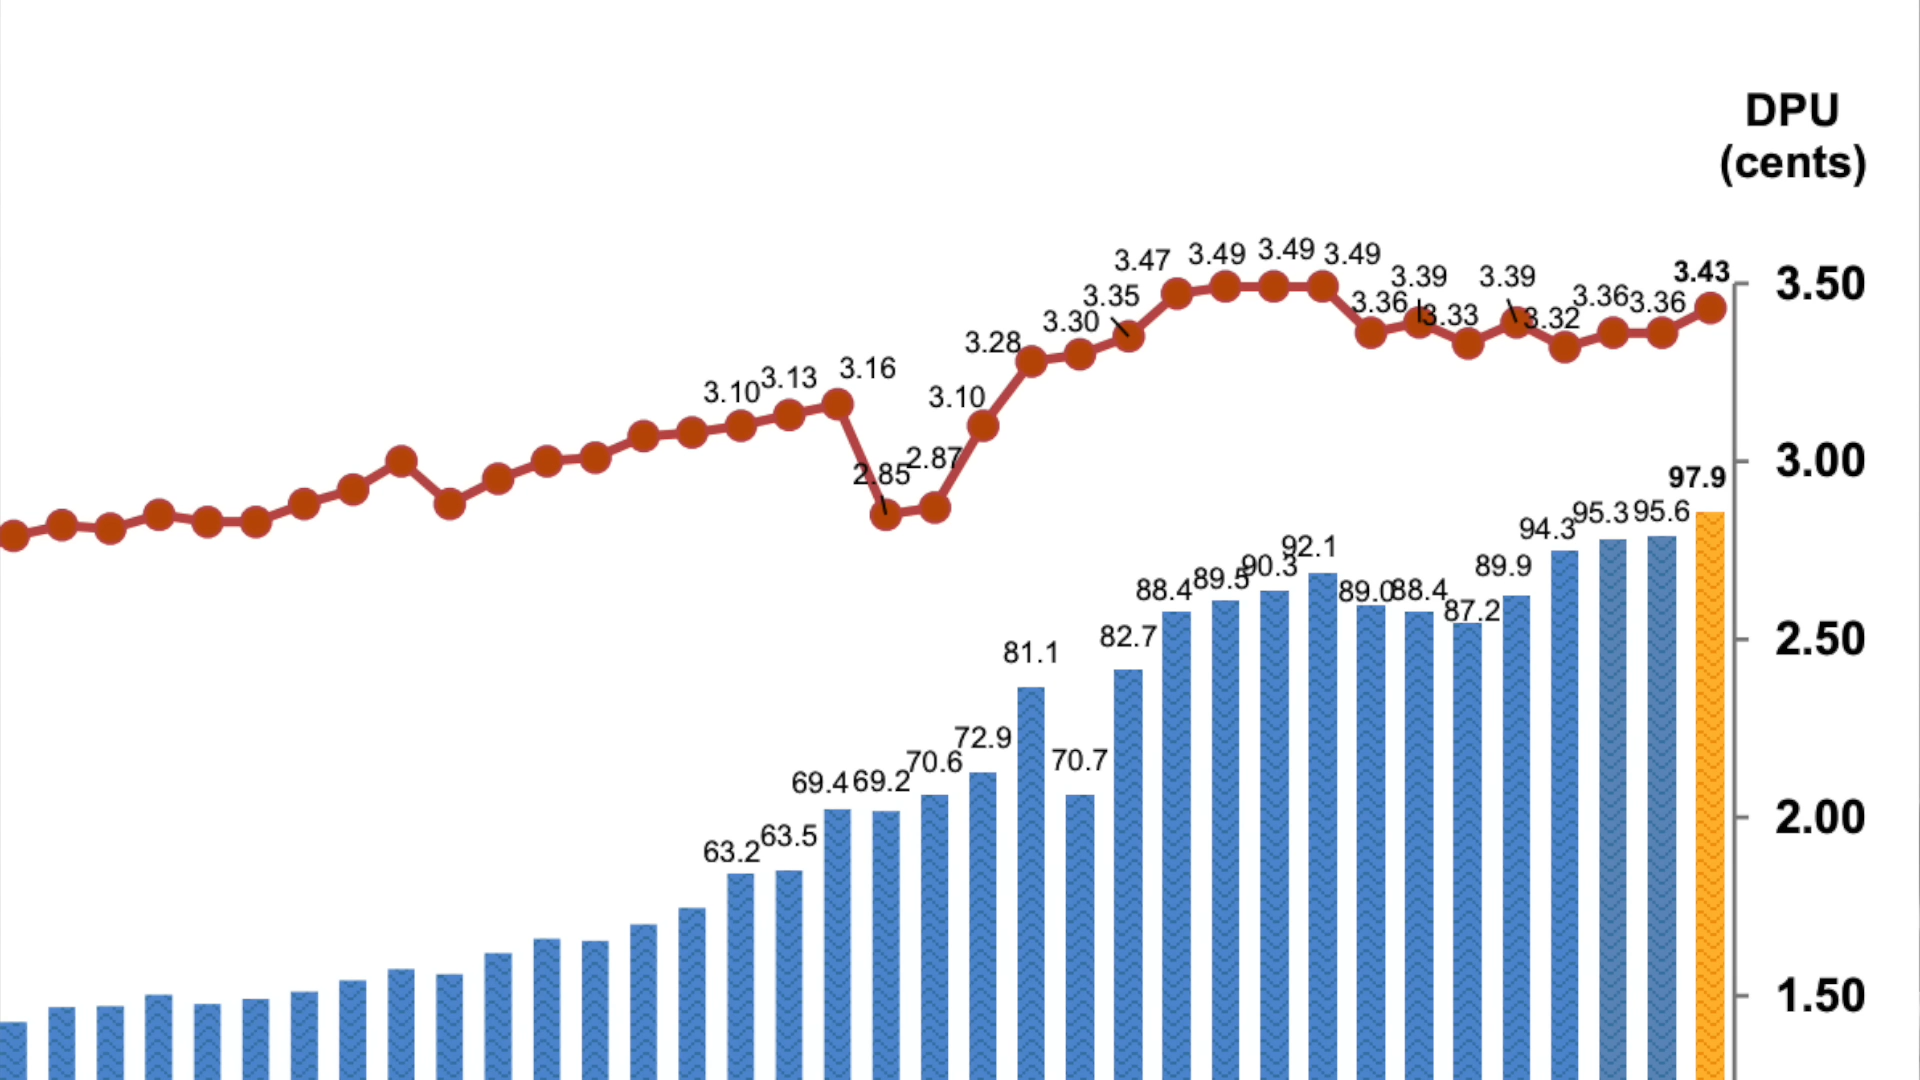 DPU
(cents)
3.50
3.00
2.50
2.00
1.50
3.10 3.13 3.16 2.85 2.87 3.10 3.28 3.30 3.35 3.47 3.49 3.49 3.49 3.36 3.39 3.33 3.39 3.32 3.36 3.36 3.43
63.2 63.5 69.4 69.2 70.6 72.9 81.1 70.7 82.7 88.4 89.5 90.3 92.1 89.0 88.4 87.2 89.9 94.3 95.3 95.6 97.9